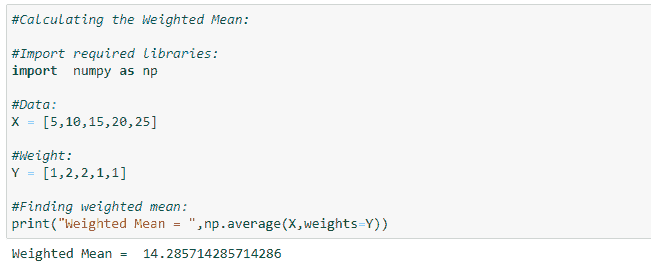 #Calculating the Weighted Mean:
#Import required libraries:
import  numpy as np
#Data:
X = [5,10,15,20,25]
#Weight:
Y = [1,2,2,1,1]
#Finding weighted mean:
print("Weighted Mean = ",np.average(X,weights=Y))
Weighted Mean =  14.285714285714286